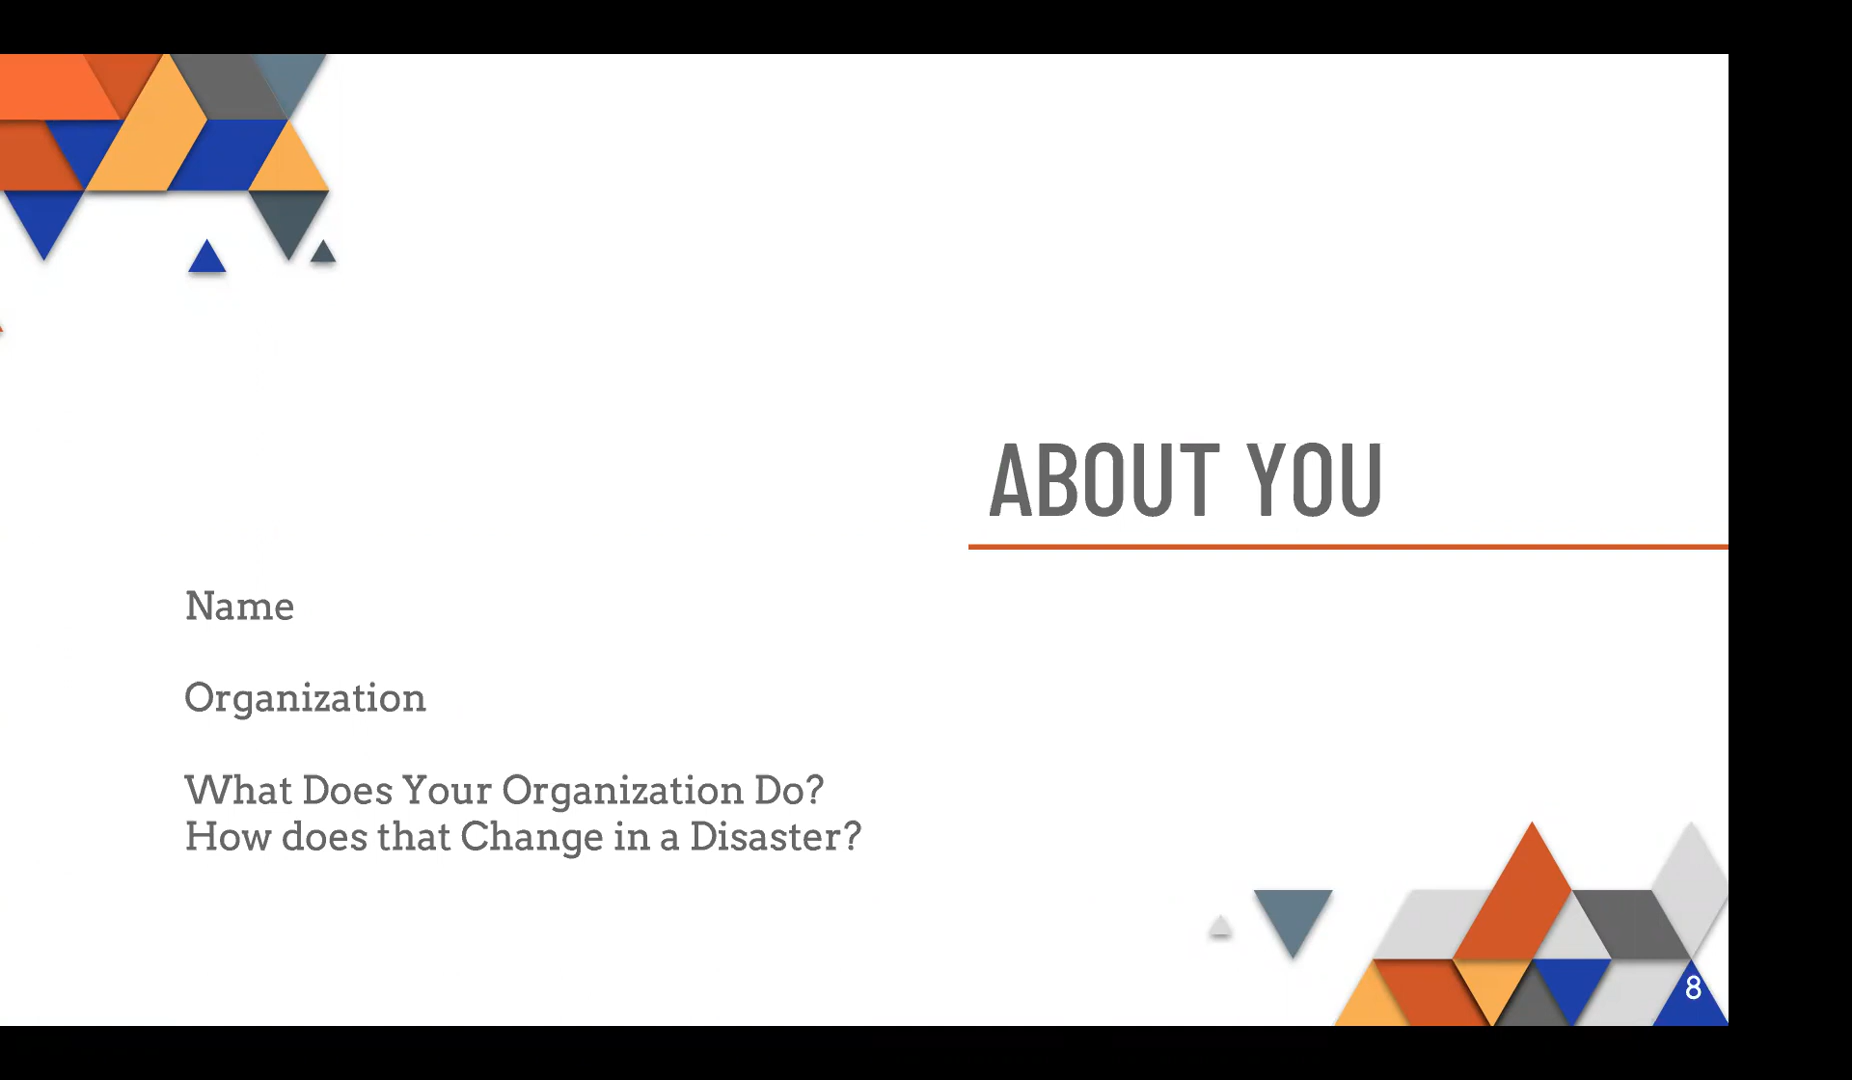 ABOUT YOU
Name
Organization
What Does Your Organization Do?
How does that Change in a Disaster?
8